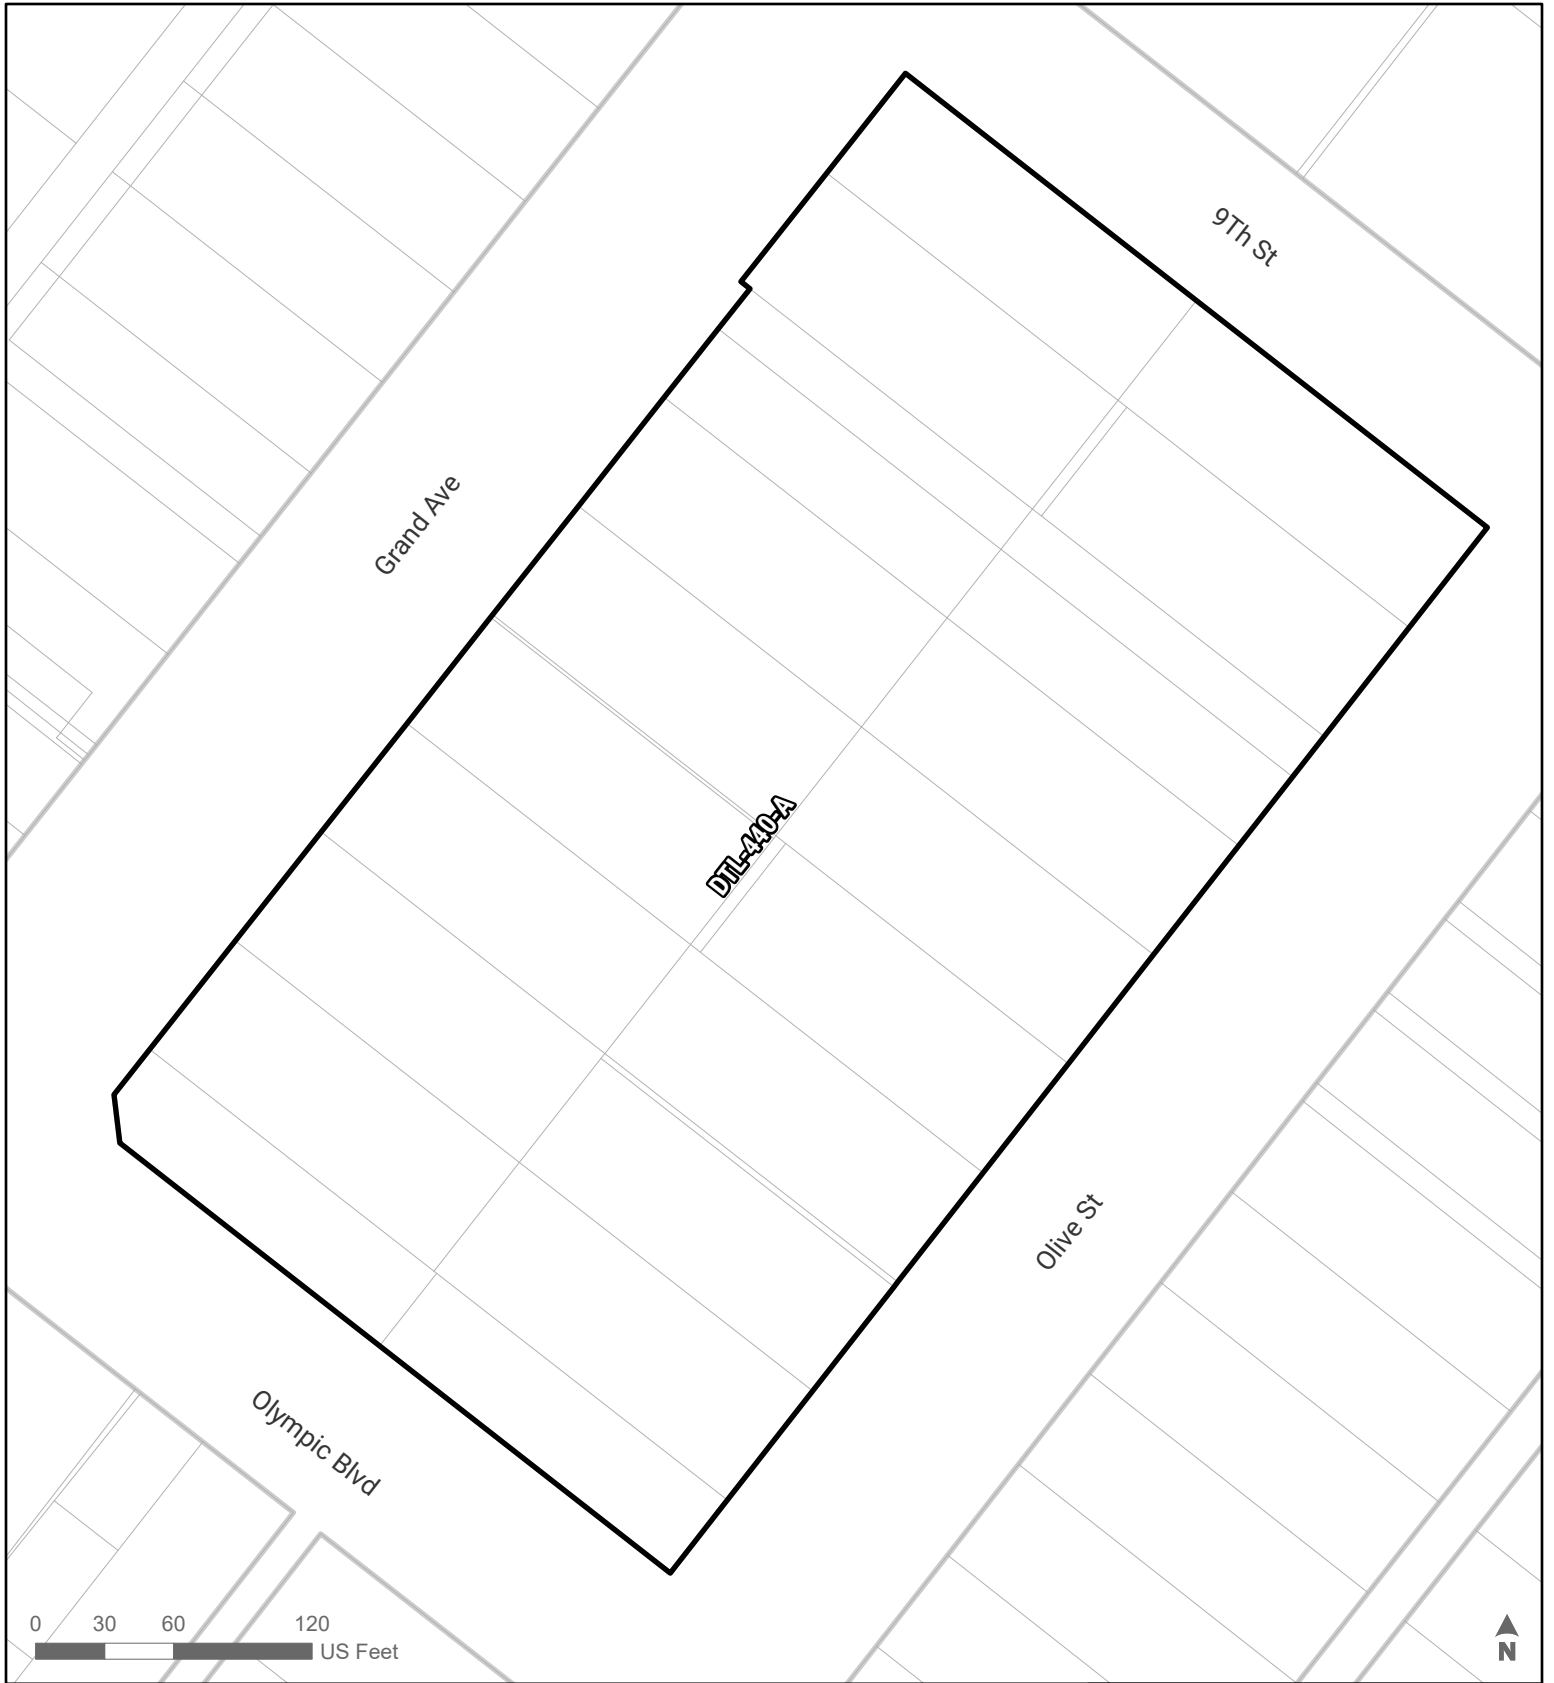 9Th St
Grand Ave
DTL-440-A
Olive St
Olympic Blvd
0 30 60 120
US Feet
N